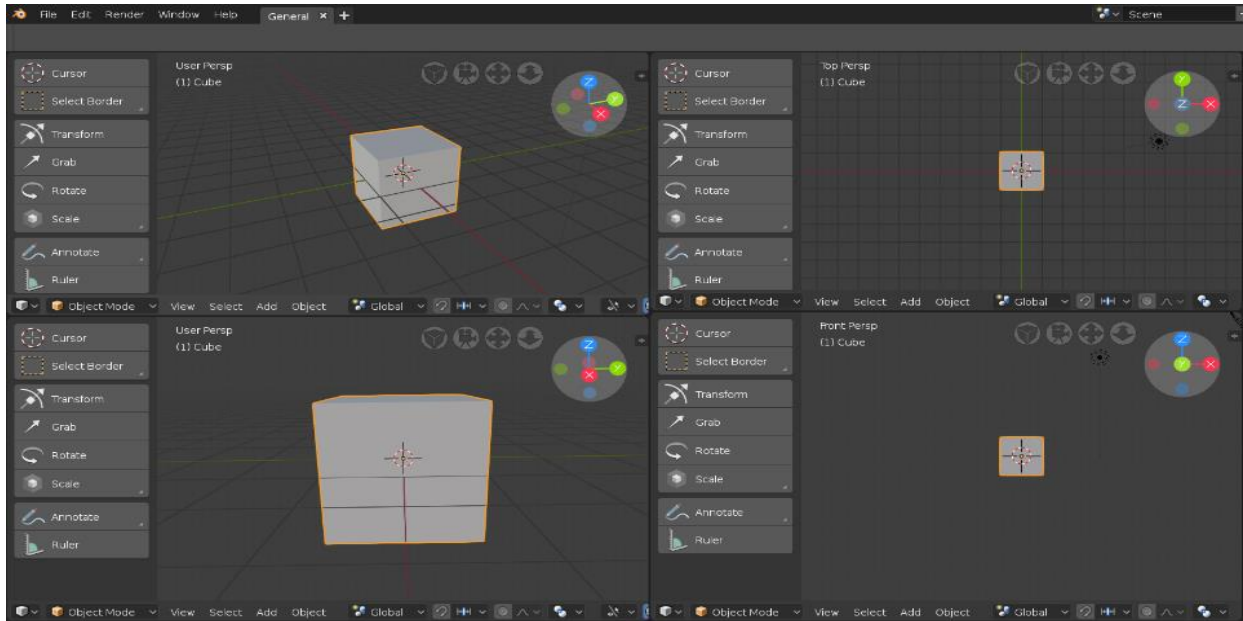 File Edit Render Window Help General × + Scene
Cursor
Select Border
Transform
Grab
Rotate
Scale
Annotate
Ruler
User Persp
(1) Cube
Z
Y
X
Object Mode View Select Add Object Global
Cursor
Select Border
Transform
Grab
Rotate
Scale
Annotate
Ruler
Top Persp
(1) Cube
Y
Z
X
Object Mode View Select Add Object Global
Cursor
Select Border
Transform
Grab
Rotate
Scale
Annotate
Ruler
User Persp
(1) Cube
Z
X
Y
Object Mode View Select Add Object Global
Cursor
Select Border
Transform
Grab
Rotate
Scale
Annotate
Ruler
Front Persp
(1) Cube
Z
Y
X
Object Mode View Select Add Object Global